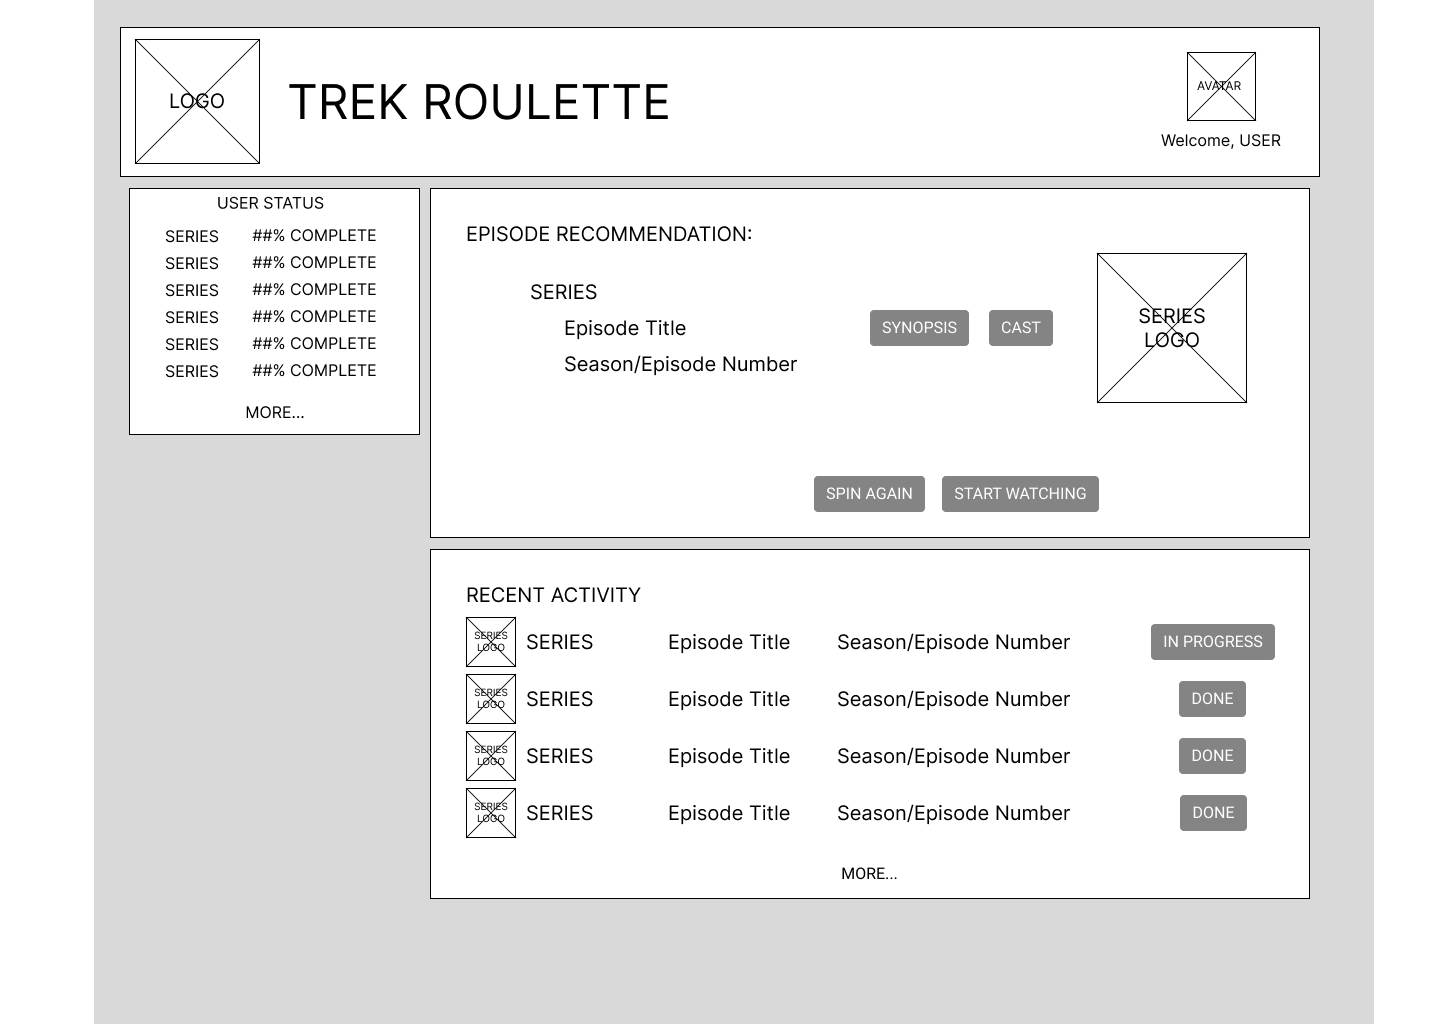 LOGO
TREK ROULETTE
AVATAR
Welcome, USER
USER STATUS
SERIES ##% COMPLETE
SERIES ##% COMPLETE
SERIES ##% COMPLETE
SERIES ##% COMPLETE
SERIES ##% COMPLETE
SERIES ##% COMPLETE
MORE...
EPISODE RECOMMENDATION:
SERIES
Episode Title
Season/Episode Number
SYNOPSIS CAST
SERIES
LOGO
SPIN AGAIN START WATCHING
RECENT ACTIVITY
SERIES
LOGO
SERIES Episode Title Season/Episode Number IN PROGRESS
SERIES
LOGO
SERIES Episode Title Season/Episode Number DONE
SERIES
LOGO
SERIES Episode Title Season/Episode Number DONE
SERIES
LOGO
SERIES Episode Title Season/Episode Number DONE
MORE...